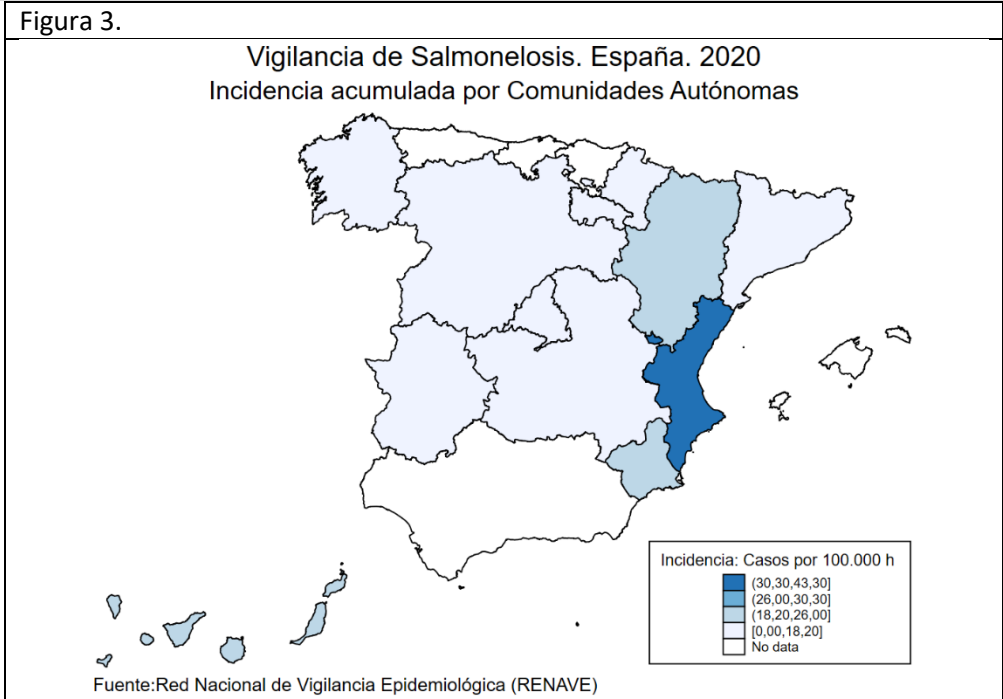 Figura 3.
Vigilancia de Salmonelosis. España. 2020
Incidencia acumulada por Comunidades Autónomas
Incidencia: Casos por 100.000 h
(30,30,43,30]
(26,00,30,30]
(18,20,26,00]
[0,00,18,20]
No data
Fuente:Red Nacional de Vigilancia Epidemiológica (RENAVE)